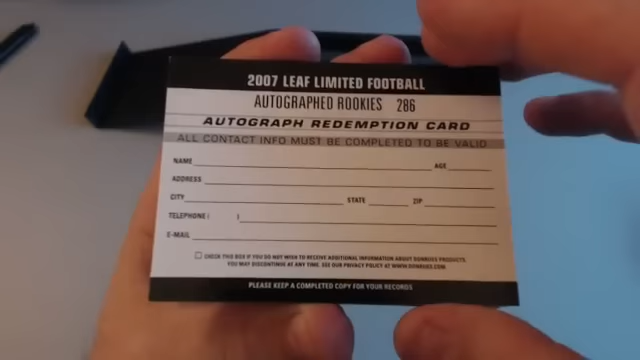 2007 LEAF LIMITED FOOTBALL
AUTOGRAPHED ROOKIES 286
AUTOGRAPH REDEMPTION CARD
ALL CONTACT INFO MUST BE COMPLETED TO BE VALID
NAME AGE
ADDRESS
CITY STATE ZIP
TELEPHONE ( )
E-MAIL
CHECK THIS BOX IF YOU DO NOT WISH TO RECEIVE ADDITIONAL INFORMATION ABOUT DONRUSS PRODUCTS.
YOU MAY DISCONTINUE AT ANY TIME. SEE OUR PRIVACY POLICY AT WWW.DONRUSS.COM
PLEASE KEEP A COMPLETED COPY FOR YOUR RECORDS